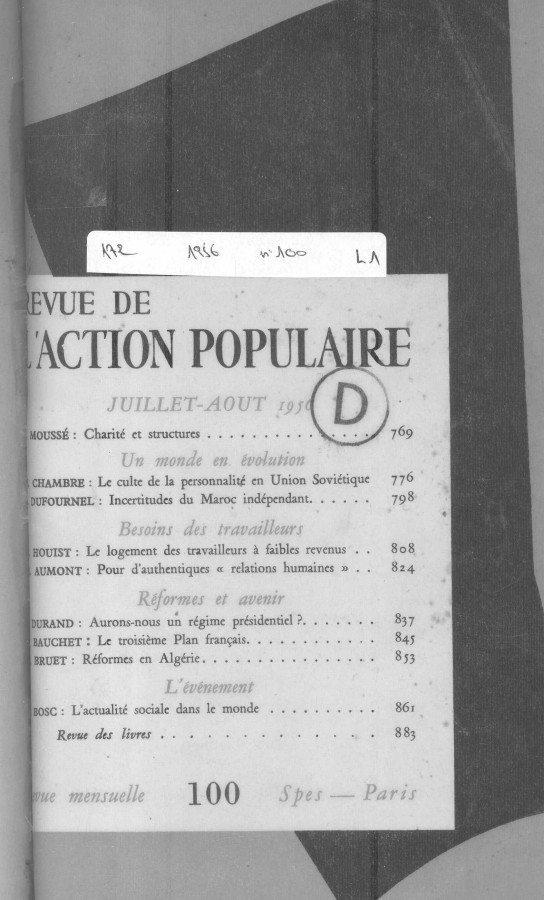 172 1956 n° 100 L1
REVUE DE
L'ACTION POPULAIRE
JUILLET-AOUT 1956
D
MOUSSÉ : Charité et structures . . . . . . . . . . . . . . . 769
Un monde en évolution
CHAMBRE : Le culte de la personnalité en Union Soviétique 776
DUFOURNEL : Incertitudes du Maroc indépendant. . . . . . 798
Besoins des travailleurs
HOUIST : Le logement des travailleurs à faibles revenus . . 808
AUMONT : Pour d'authentiques « relations humaines » . . 824
Réformes et avenir
DURAND : Aurons-nous un régime présidentiel ?. . . . . . . 837
BAUCHET : Le troisième Plan français. . . . . . . . . . . . 845
BRUET : Réformes en Algérie. . . . . . . . . . . . . . . . 853
L'événement
BOSC : L'actualité sociale dans le monde . . . . . . . . . . 861
Revue des livres . . . . . . . . . . . . . . 883
vue mensuelle 100 Spes — Paris